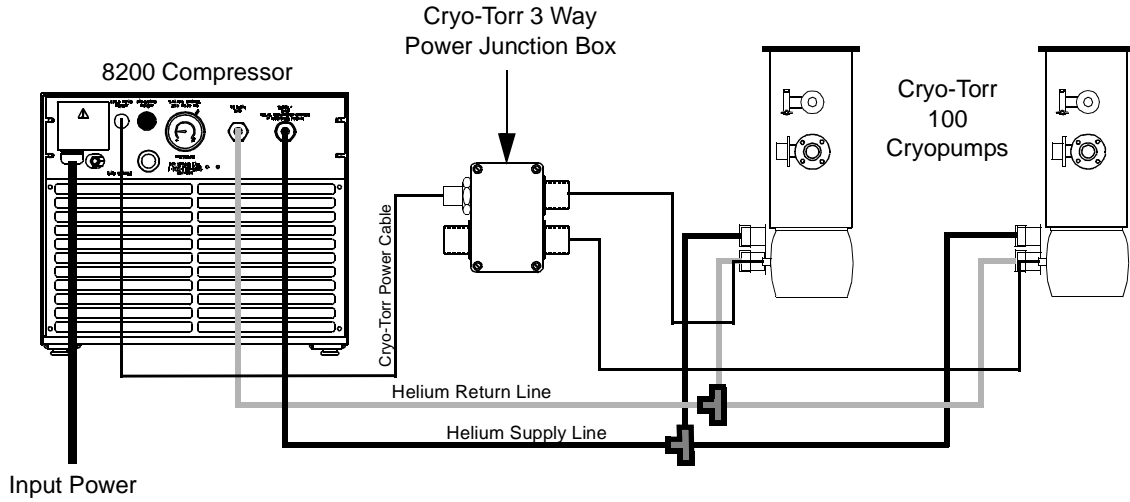 Cryo-Torr 3 Way
Power Junction Box
8200 Compressor
Cryo-Torr
100
Cryopumps
Cryo-Torr Power Cable
Helium Return Line
Helium Supply Line
Input Power